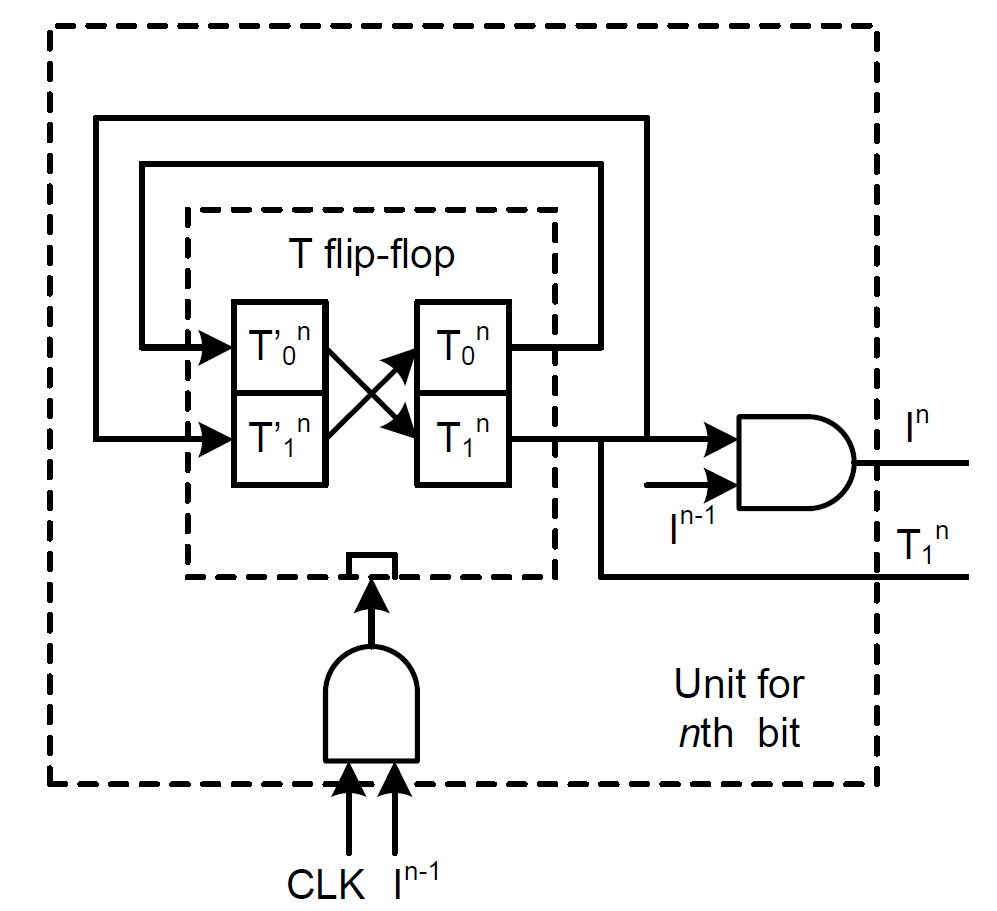 T flip-flop
T'₀ⁿ
T₀ⁿ
T'₁ⁿ
T₁ⁿ
Iⁿ
Iⁿ⁻¹
T₁ⁿ
Unit for
nth bit
CLK Iⁿ⁻¹